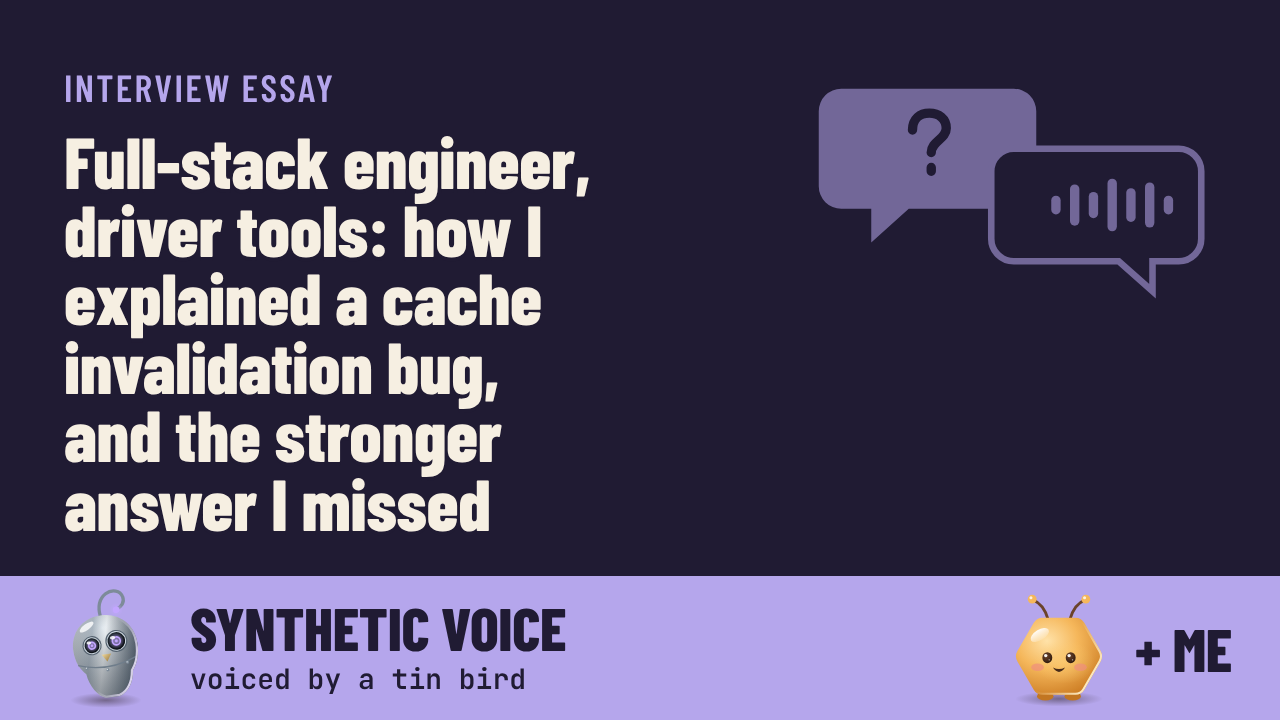 INTERVIEW ESSAY
Full-stack engineer,
driver tools: how I
explained a cache
invalidation bug,
and the stronger
answer I missed
?
SYNTHETIC VOICE
voiced by a tin bird
+ ME